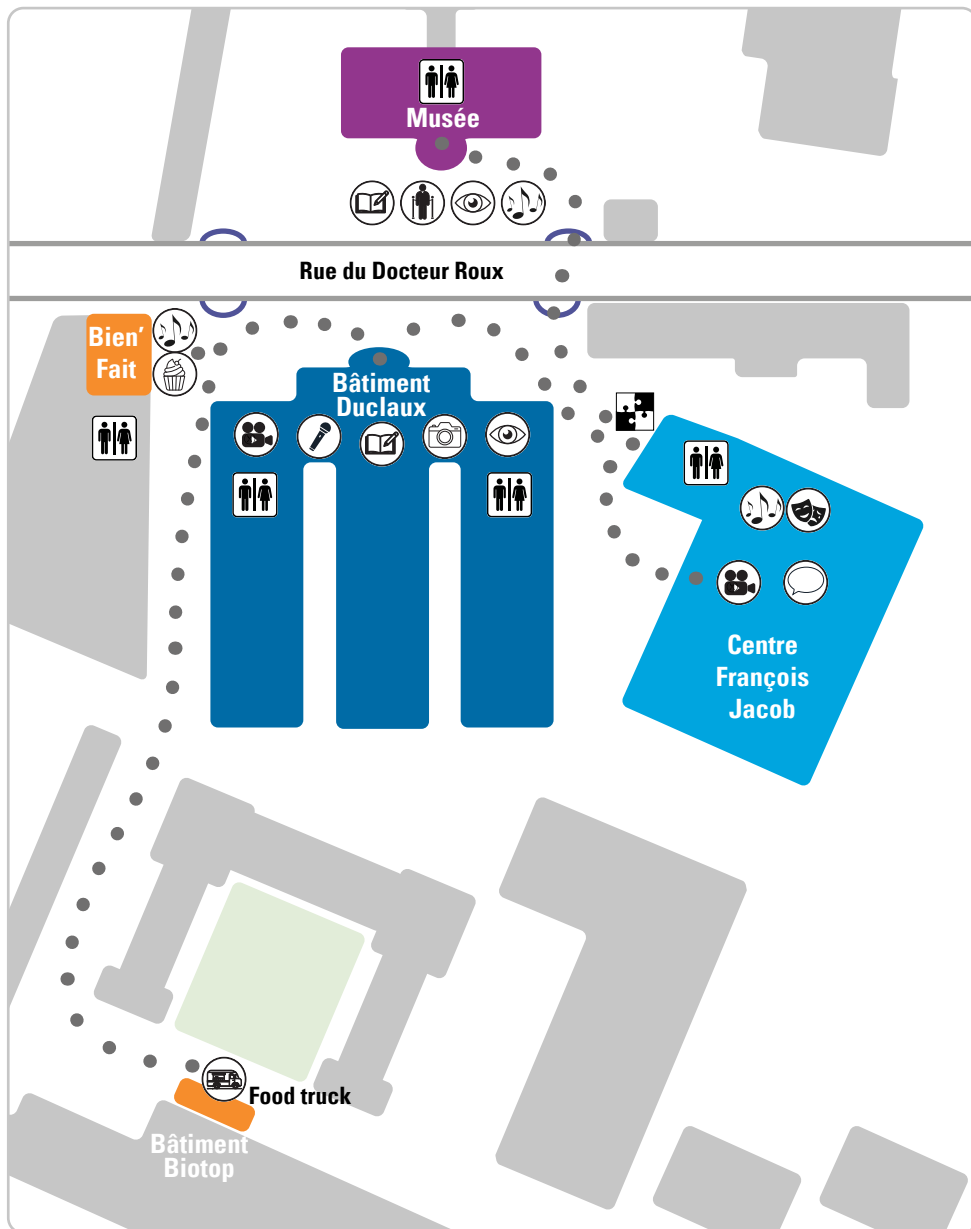 Musée
Rue du Docteur Roux
Bien'
Fait
Bâtiment
Duclaux
Centre
François
Jacob
Food truck
Bâtiment
Biotop